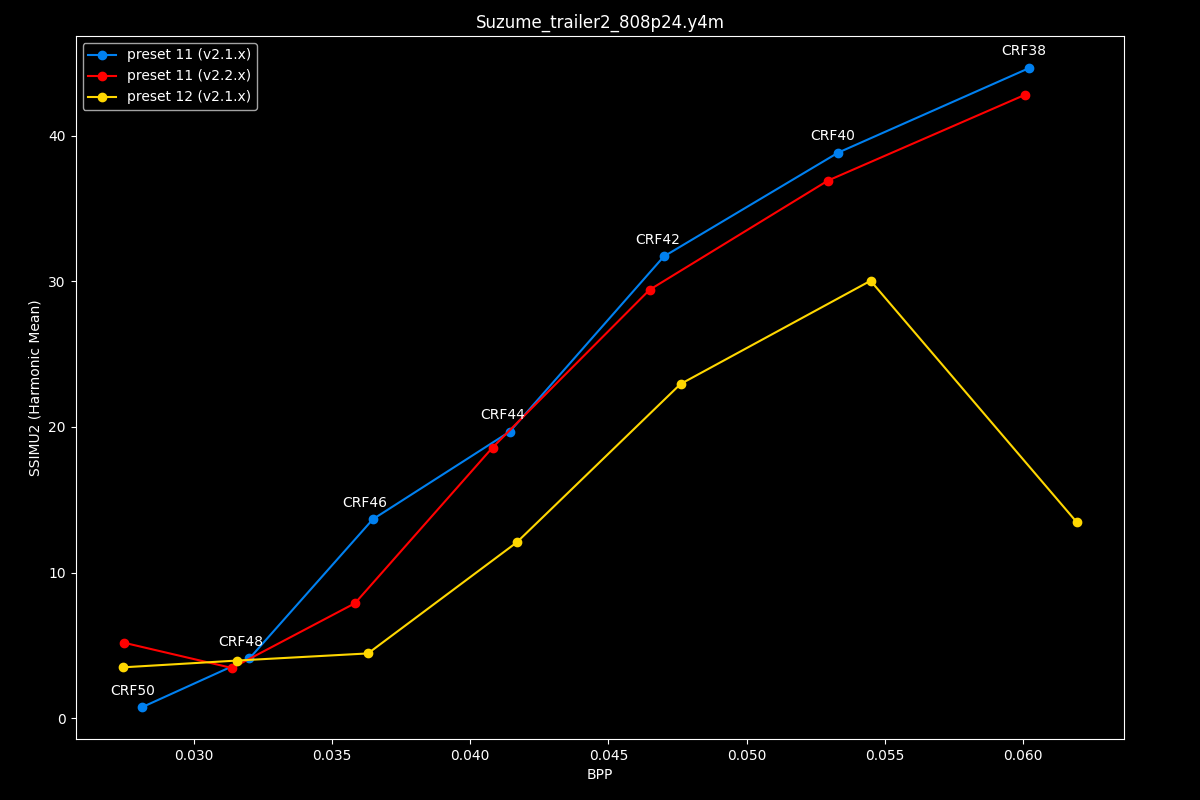 Suzume_trailer2_808p24.y4m
preset 11 (v2.1.x)
preset 11 (v2.2.x)
preset 12 (v2.1.x)
CRF38
CRF40
CRF42
CRF44
CRF46
CRF48
CRF50
SSIMU2 (Harmonic Mean)
40
30
20
10
0
0.030 0.035 0.040 0.045 0.050 0.055 0.060
BPP